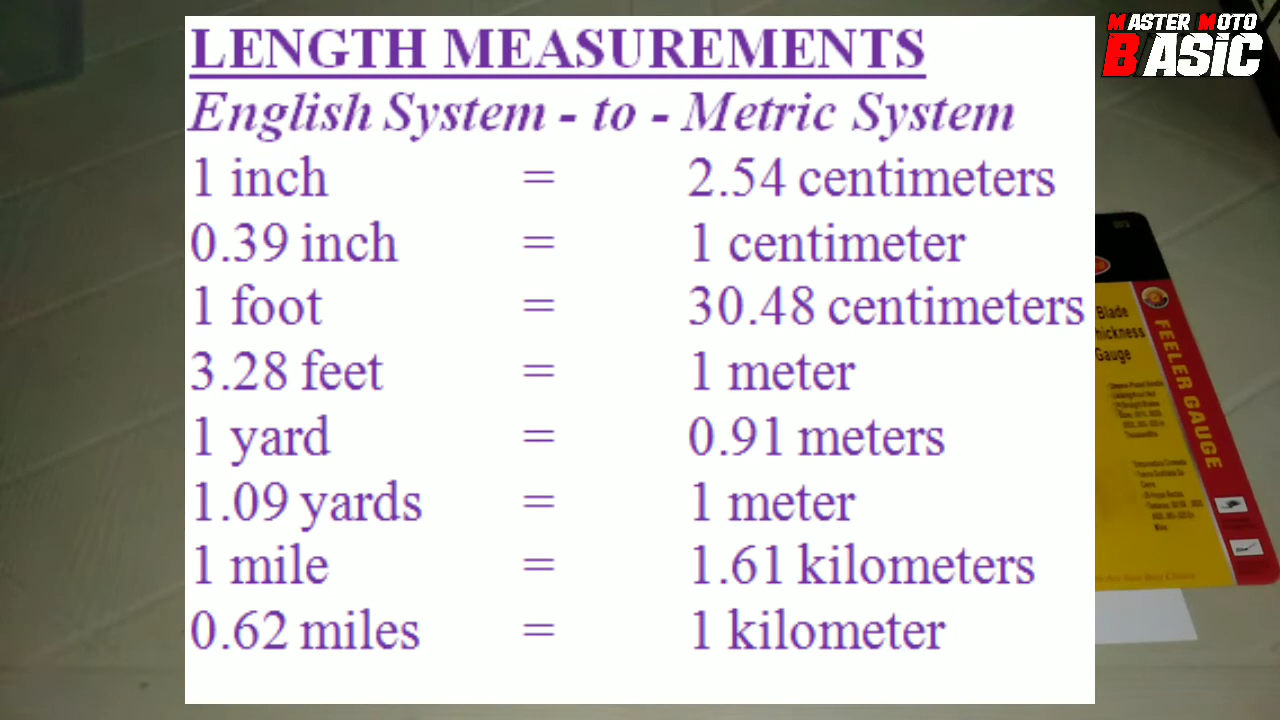 LENGTH MEASUREMENTS
English System - to - Metric System
1 inch = 2.54 centimeters
0.39 inch = 1 centimeter
1 foot = 30.48 centimeters
3.28 feet = 1 meter
1 yard = 0.91 meters
1.09 yards = 1 meter
1 mile = 1.61 kilometers
0.62 miles = 1 kilometer
MASTER MOTO
BASiC
Blade
Gauge
FEELER GAUGE